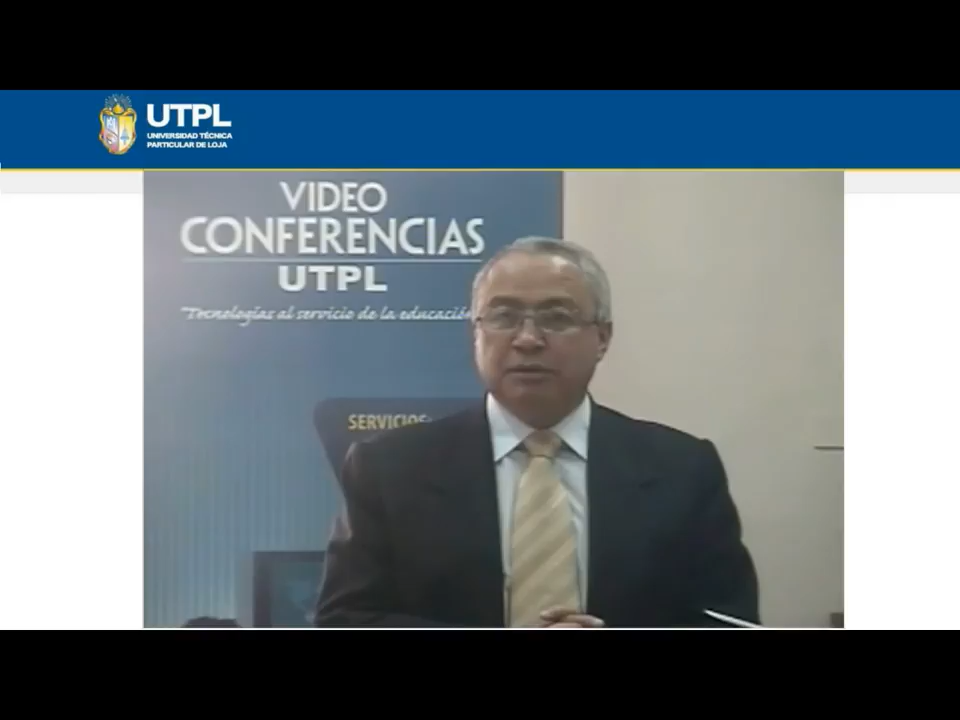 UTPL
UNIVERSIDAD TÉCNICA
PARTICULAR DE LOJA
VIDEO
CONFERENCIAS
UTPL
"Tecnologías al servicio de la educación
SERVICIOS